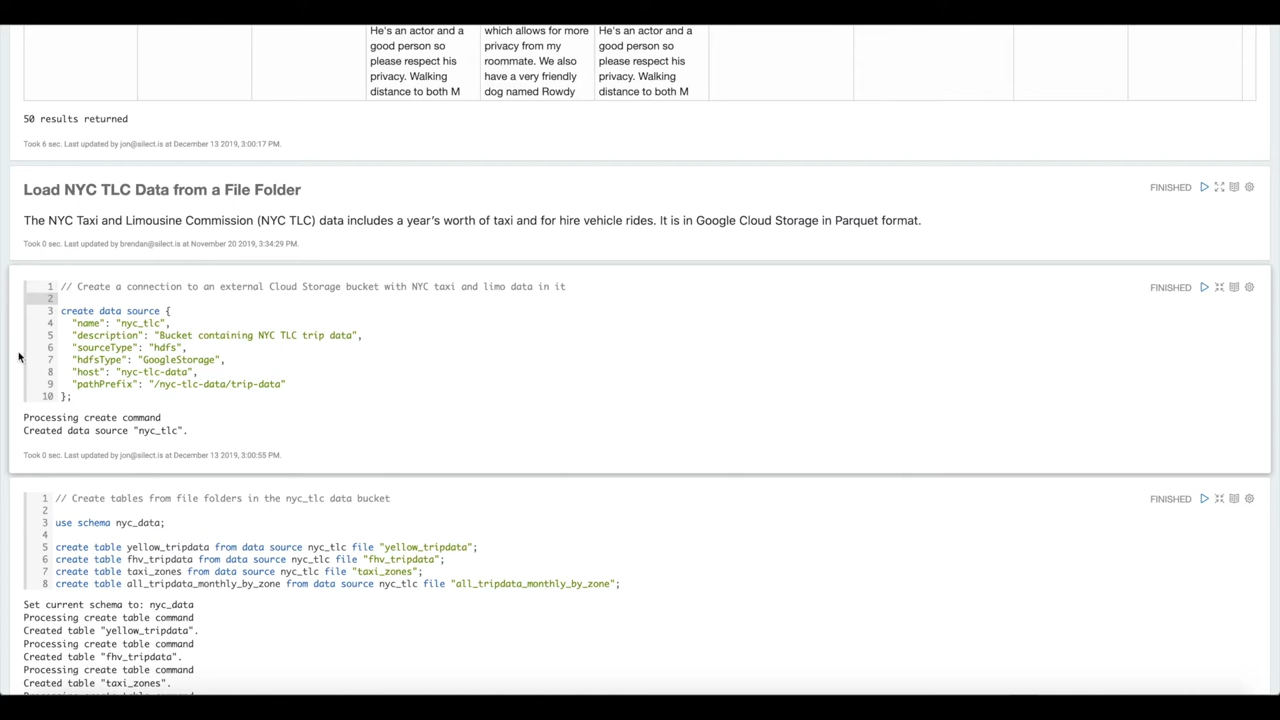 He's an actor and a which allows for more He's an actor and a
good person so privacy from my good person so
please respect his roommate. We also please respect his
privacy. Walking have a very friendly privacy. Walking
distance to both M dog named Rowdy distance to both M
50 results returned
Took 6 sec. Last updated by jon@silect.is at December 13 2019, 3:00:17 PM.
Load NYC TLC Data from a File Folder FINISHED
The NYC Taxi and Limousine Commission (NYC TLC) data includes a year's worth of taxi and for hire vehicle rides. It is in Google Cloud Storage in Parquet format.
Took 0 sec. Last updated by brendan@silect.is at November 20 2019, 3:34:29 PM.
1 // Create a connection to an external Cloud Storage bucket with NYC taxi and limo data in it FINISHED
2
3 create data source {
4 "name": "nyc_tlc",
5 "description": "Bucket containing NYC TLC trip data",
6 "sourceType": "hdfs",
7 "hdfsType": "GoogleStorage",
8 "host": "nyc-tlc-data",
9 "pathPrefix": "/nyc-tlc-data/trip-data"
10 };
Processing create command
Created data source "nyc_tlc".
Took 0 sec. Last updated by jon@silect.is at December 13 2019, 3:00:55 PM.
1 // Create tables from file folders in the nyc_tlc data bucket FINISHED
2
3 use schema nyc_data;
4
5 create table yellow_tripdata from data source nyc_tlc file "yellow_tripdata";
6 create table fhv_tripdata from data source nyc_tlc file "fhv_tripdata";
7 create table taxi_zones from data source nyc_tlc file "taxi_zones";
8 create table all_tripdata_monthly_by_zone from data source nyc_tlc file "all_tripdata_monthly_by_zone";
Set current schema to: nyc_data
Processing create table command
Created table "yellow_tripdata".
Processing create table command
Created table "fhv_tripdata".
Processing create table command
Created table "taxi_zones".